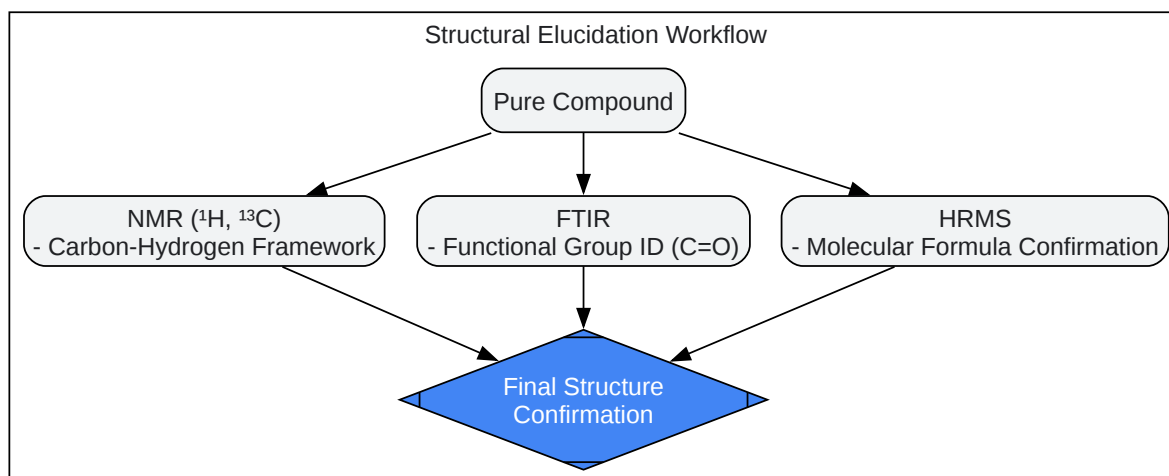 Structural Elucidation Workflow
Pure Compound
NMR (¹H, ¹³C)
- Carbon-Hydrogen Framework
FTIR
- Functional Group ID (C=O)
HRMS
- Molecular Formula Confirmation
Final Structure
Confirmation